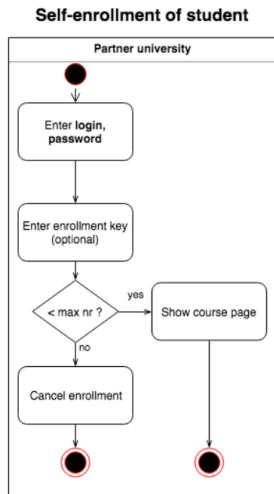 Self-enrollment of student
Partner university
Enter login,
password
Enter enrollment key
(optional)
< max nr ?
yes
Show course page
no
Cancel enrollment